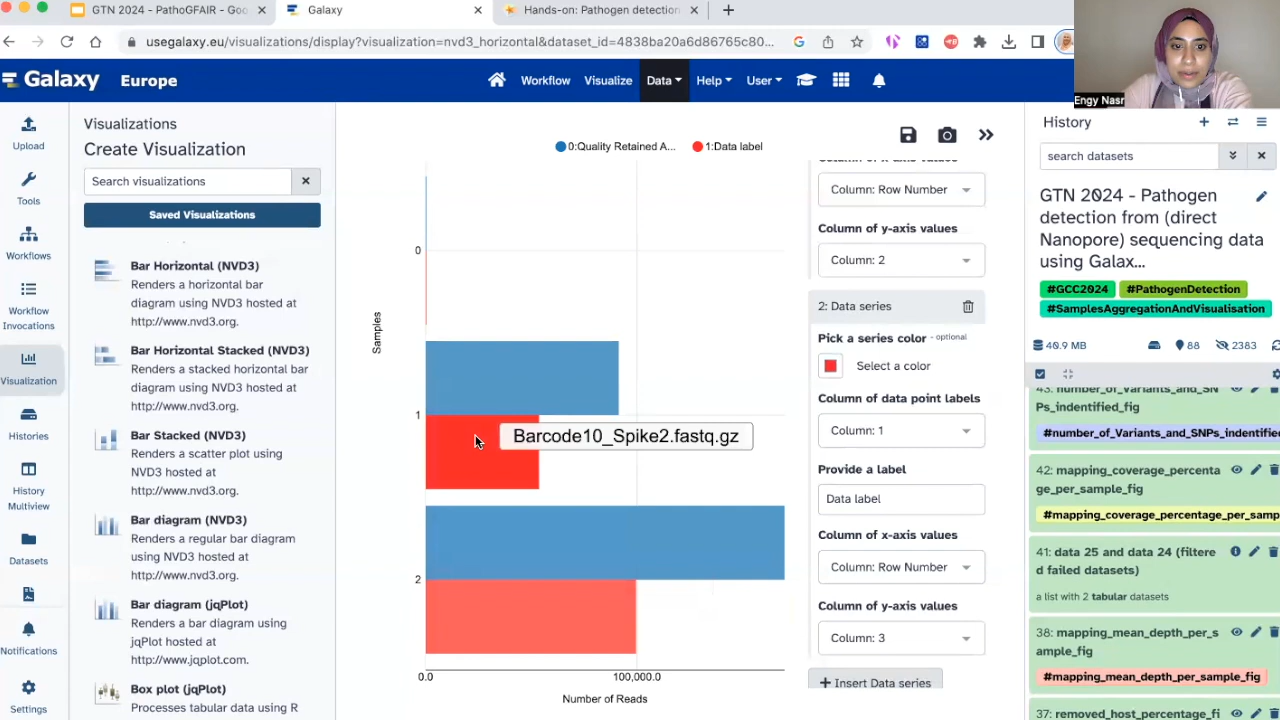 GTN 2024 - PathoGFAIR - Goo
Galaxy
Hands-on: Pathogen detection
usegalaxy.eu/visualizations/display?visualization=nvd3_horizontal&dataset_id=4838ba20a6d86765c80...
Engy Nasr
Galaxy Europe
Workflow
Visualize
Data
Help
User
Upload
Tools
Workflows
Workflow
Invocations
Visualization
Histories
History
Multiview
Datasets
Notifications
Settings
Visualizations
Create Visualization
Search visualizations
Saved Visualizations
Bar Horizontal (NVD3)
Renders a horizontal bar
diagram using NVD3 hosted at
http://www.nvd3.org.
Bar Horizontal Stacked (NVD3)
Renders a stacked horizontal bar
diagram using NVD3 hosted at
http://www.nvd3.org.
Bar Stacked (NVD3)
Renders a scatter plot using
NVD3 hosted at
http://www.nvd3.org.
Bar diagram (NVD3)
Renders a regular bar diagram
using NVD3 hosted at
http://www.nvd3.org.
Bar diagram (jqPlot)
Renders a bar diagram using
jqPlot hosted at
http://www.jqplot.com.
Box plot (jqPlot)
Processes tabular data using R
0:Quality Retained A...
1:Data label
Samples
0
1
2
Barcode10_Spike2.fastq.gz
0.0
100,000.0
Number of Reads
Column of x-axis values
Column: Row Number
Column of y-axis values
Column: 2
2: Data series
Pick a series color - optional
Select a color
Column of data point labels
Column: 1
Provide a label
Data label
Column of x-axis values
Column: Row Number
Column of y-axis values
Column: 3
Insert Data series
History
search datasets
GTN 2024 - Pathogen
detection from (direct
Nanopore) sequencing data
using Galax...
#GCC2024
#PathogenDetection
#SamplesAggregationAndVisualisation
40.9 MB
88
2383
43: number_of_Variants_and_SN
Ps_indentified_fig
#number_of_Variants_and_SNPs_indentifie
42: mapping_coverage_percenta
ge_per_sample_fig
#mapping_coverage_percentage_per_samp
41: data 25 and data 24 (filtere
d failed datasets)
a list with 2 tabular datasets
38: mapping_mean_depth_per_s
ample_fig
#mapping_mean_depth_per_sample_fig
37: removed_host_percentage_fi